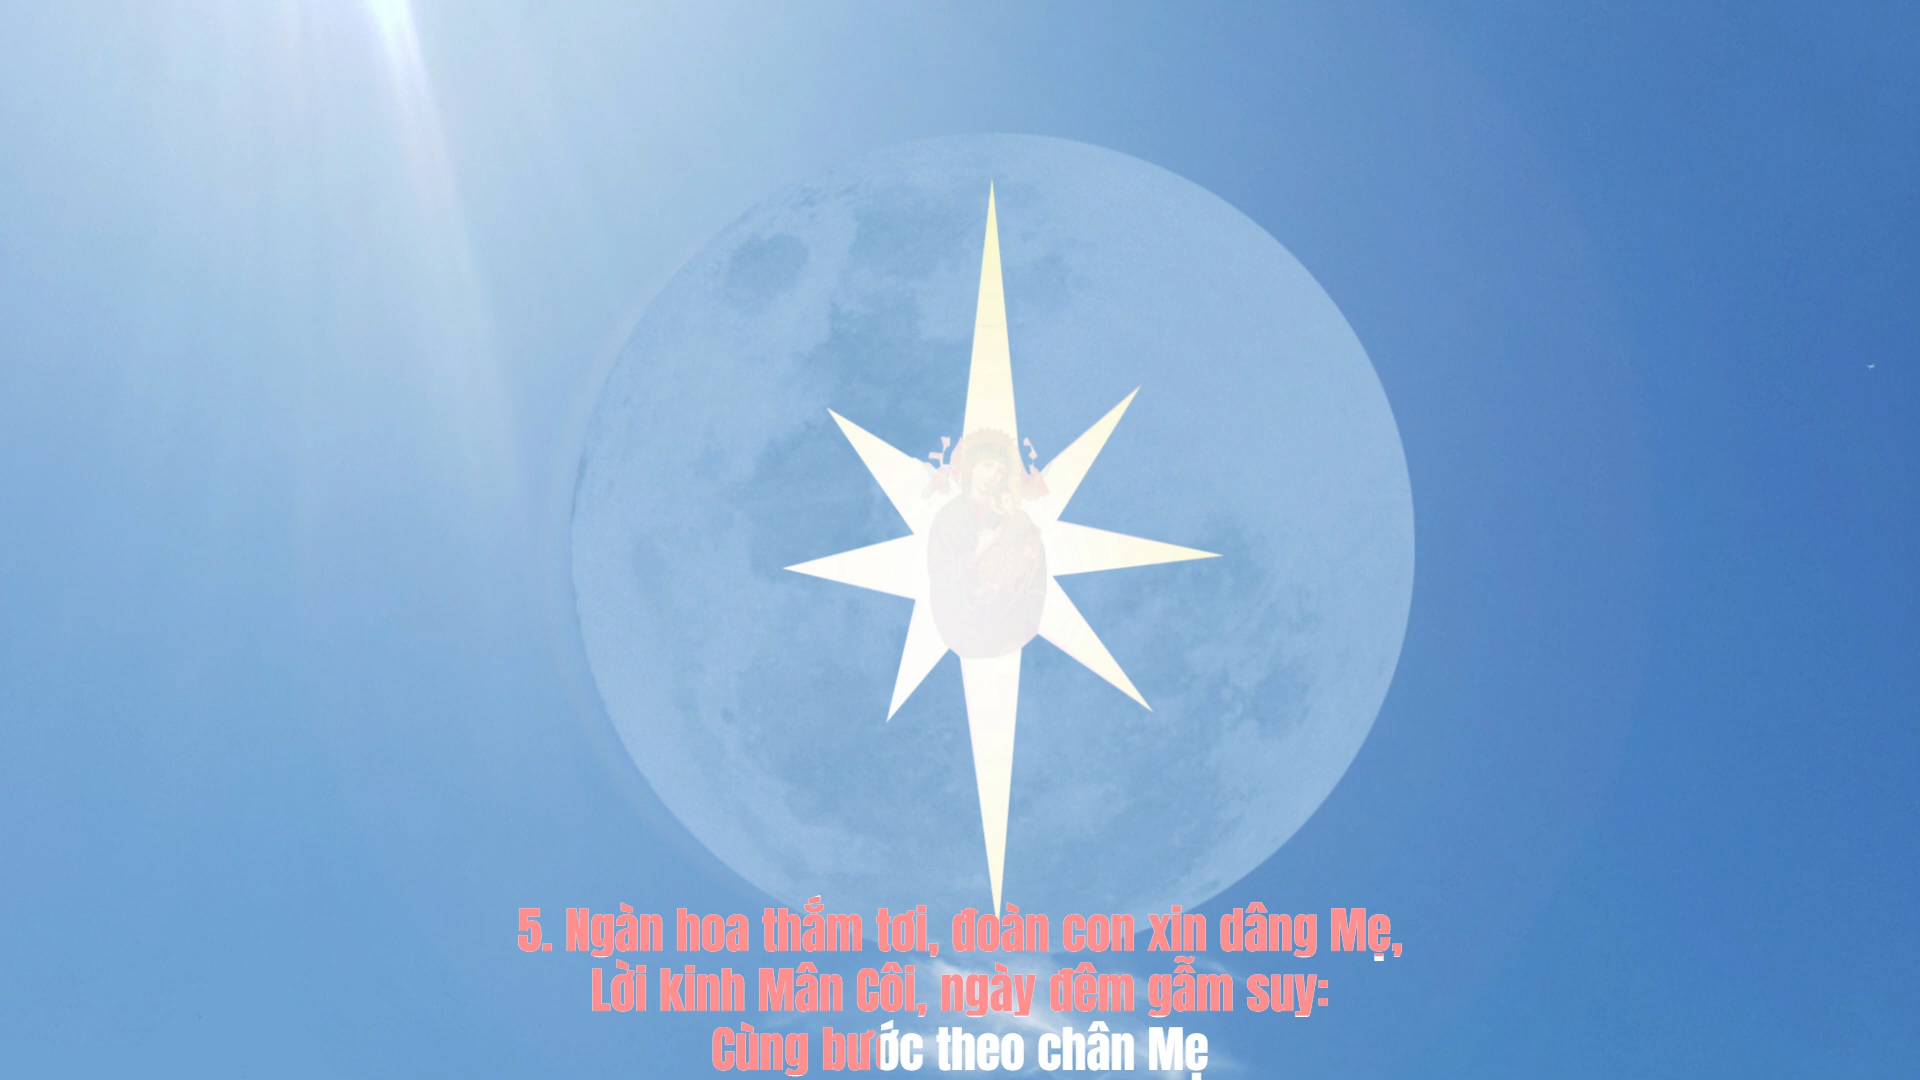 5. Ngàn hoa thắm tơi, đoàn con xin dâng Mẹ,
Lời kinh Mân Côi, ngày đêm gẫm suy:
Cùng bước theo chân Mẹ